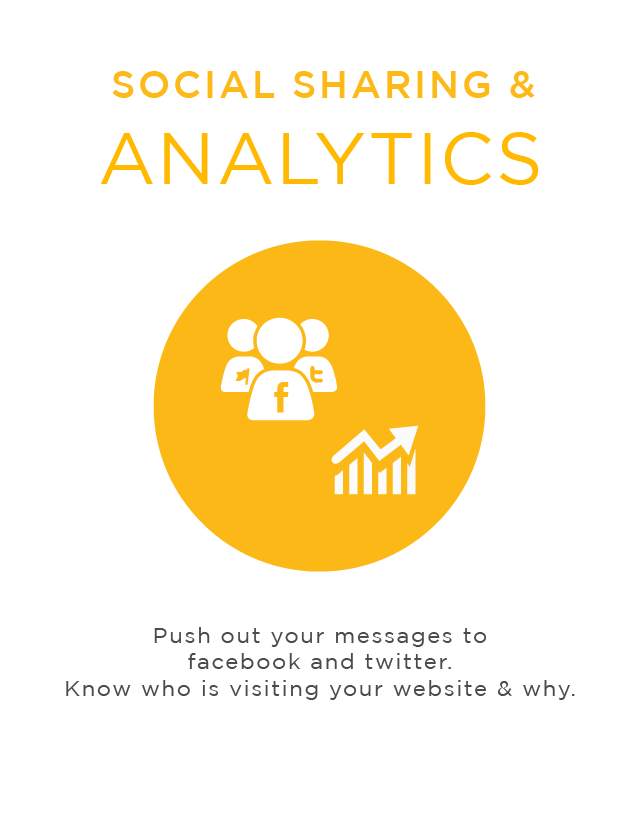 SOCIAL SHARING &
ANALYTICS
f
t
Push out your messages to
facebook and twitter.
Know who is visiting your website & why.